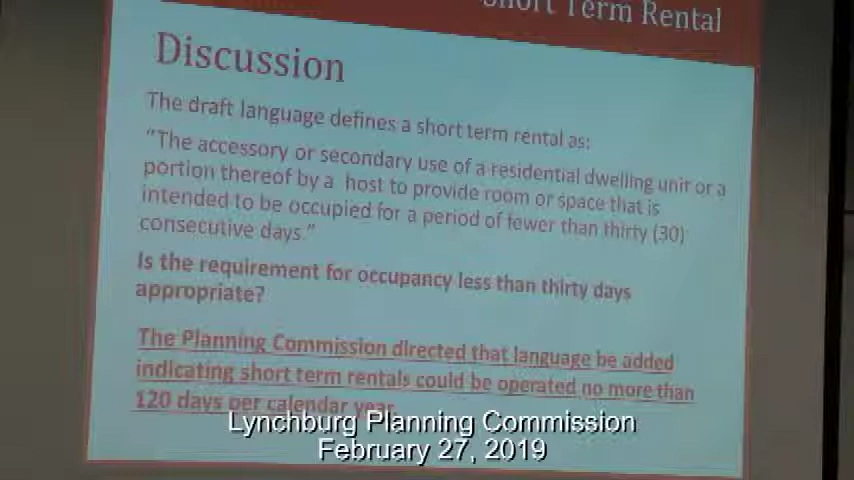 Short Term Rental
Discussion
The draft language defines a short term rental as:
"The accessory or secondary use of a residential dwelling unit or a
portion thereof by a host to provide room or space that is
intended to be occupied for a period of fewer than thirty (30)
consecutive days."
Is the requirement for occupancy less than thirty days
appropriate?
The Planning Commission directed that language be added
indicating short term rentals could be operated no more than
120 days per calendar year.
Lynchburg Planning Commission
February 27, 2019